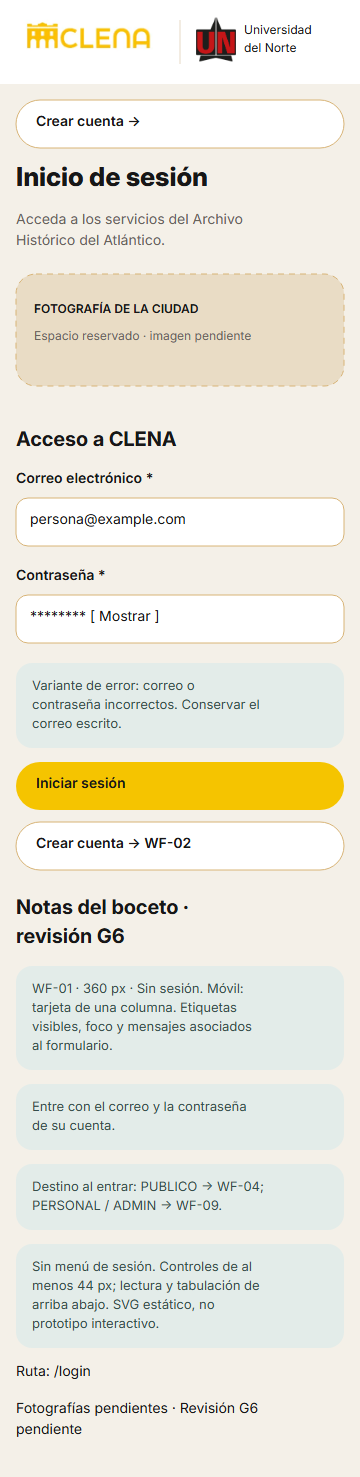 CLENA
Universidad
del Norte
UN
Crear cuenta →
Inicio de sesión
Acceda a los servicios del Archivo
Histórico del Atlántico.
FOTOGRAFÍA DE LA CIUDAD
Espacio reservado · imagen pendiente
Acceso a CLENA
Correo electrónico *
persona@example.com
Contraseña *
******** [ Mostrar ]
Variante de error: correo o
contraseña incorrectos. Conservar el
correo escrito.
Iniciar sesión
Crear cuenta → WF-02
Notas del boceto ·
revisión G6
WF-01 · 360 px · Sin sesión. Móvil:
tarjeta de una columna. Etiquetas
visibles, foco y mensajes asociados
al formulario.
Entre con el correo y la contraseña
de su cuenta.
Destino al entrar: PUBLICO → WF-04;
PERSONAL / ADMIN → WF-09.
Sin menú de sesión. Controles de al
menos 44 px; lectura y tabulación de
arriba abajo. SVG estático, no
prototipo interactivo.
Ruta: /login
Fotografías pendientes · Revisión G6
pendiente